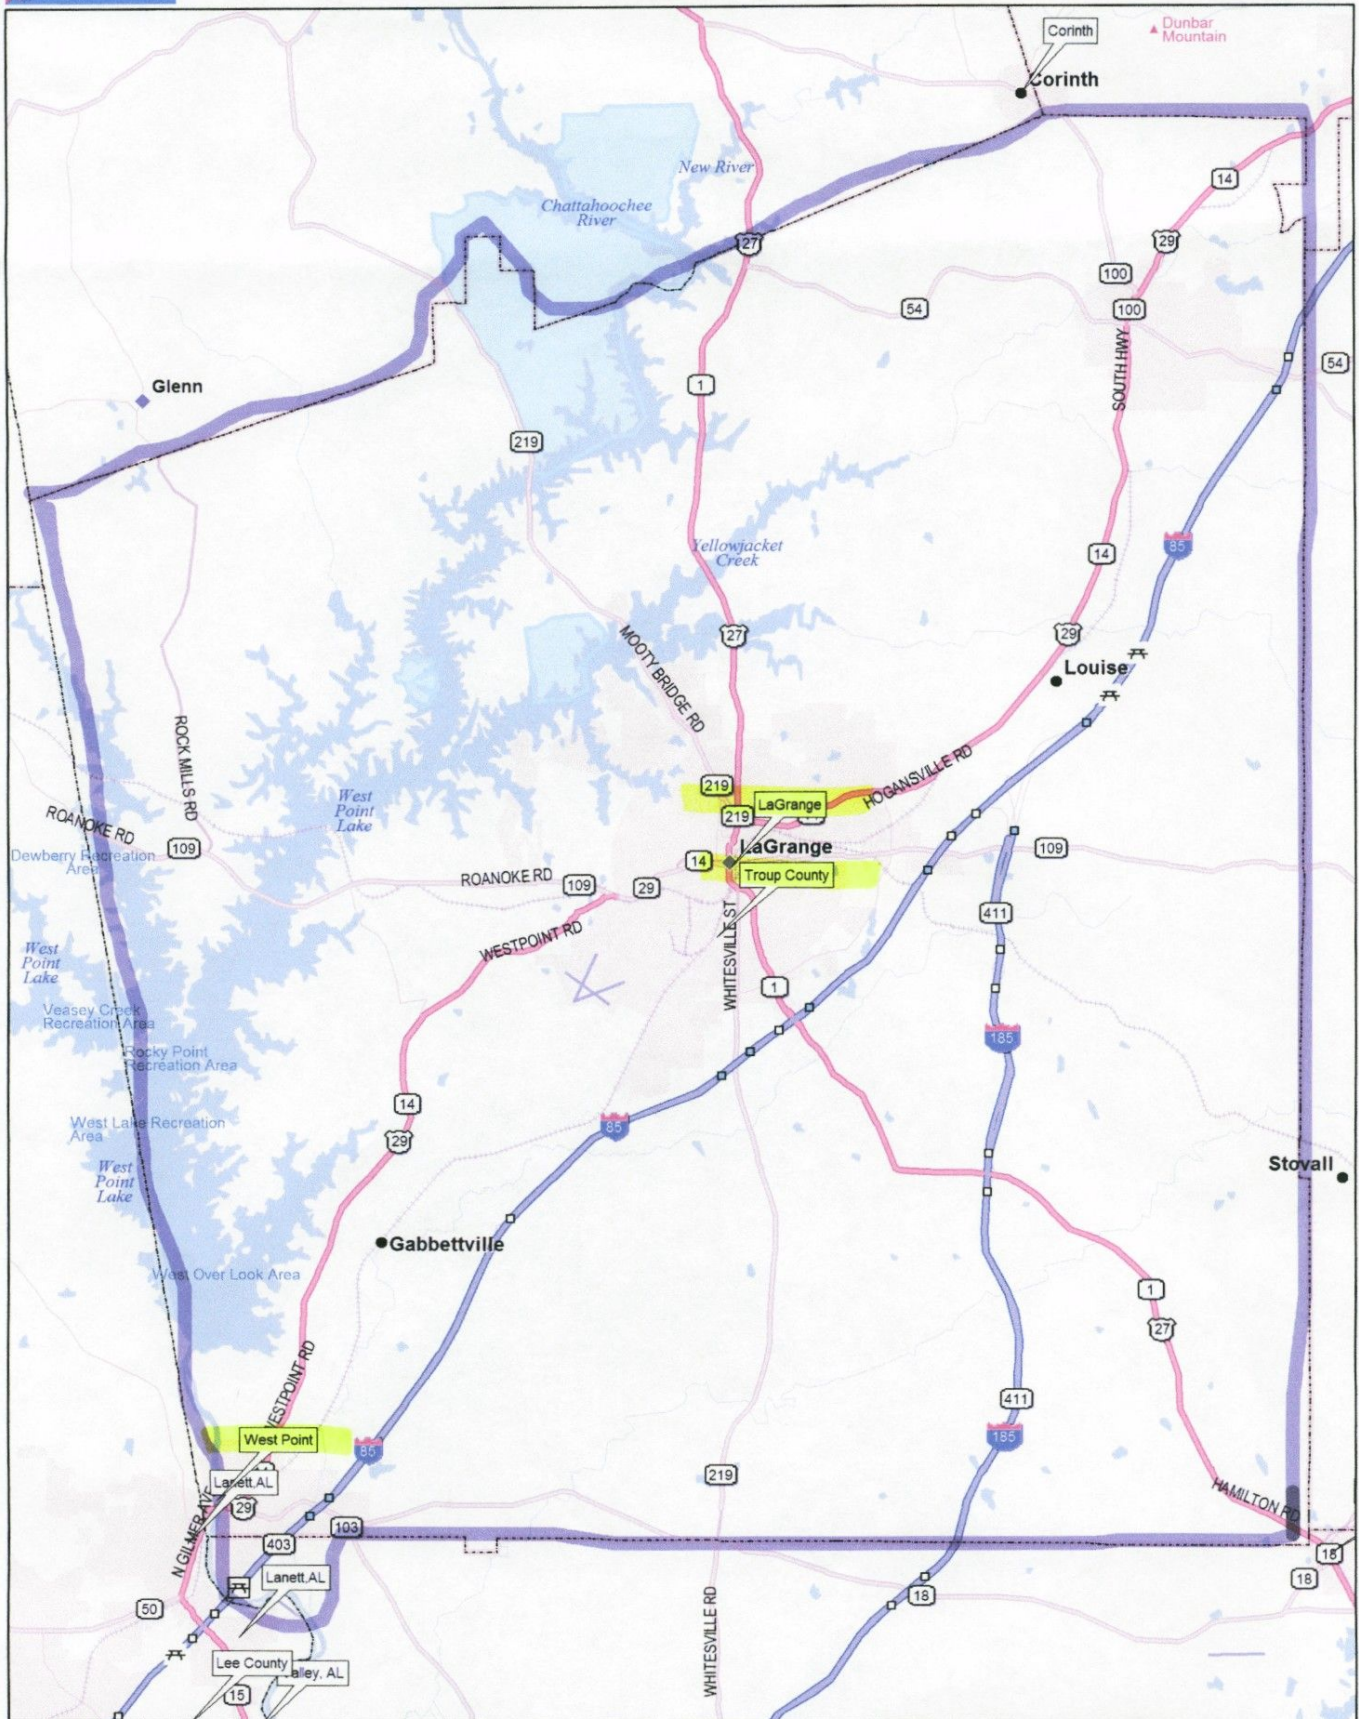 Dunbar
Mountain
Corinth
Corinth
New River
14
Chattahoochee
River
27
29
100
54
100
SOUTH HWY
54
1
Glenn
219
Yellowjacket
Creek
85
14
27
29
MOOTY BRIDGE RD
Louise
ROCK MILLS RD
HOGANSVILLE RD
219
LaGrange
219
West
Point
Lake
ROANOKE RD
109
LaGrange
109
Dewberry Recreation
Area
14
Troup County
ROANOKE RD
109
29
411
WHITESVILLE ST
WESTPOINT RD
West
Point
Lake
1
Veasey Creek
Recreation Area
185
Rocky Point
Recreation Area
14
West Lake Recreation
Area
85
29
West
Point
Lake
Stovall
Gabbettville
West Over Look Area
1
27
WESTPOINT RD
411
West Point
85
185
219
Lanett,AL
HAMILTON RD
29
N GILMER AVE
103
403
15
Lanett,AL
18
18
50
WHITESVILLE RD
Lee County
alley, AL
15